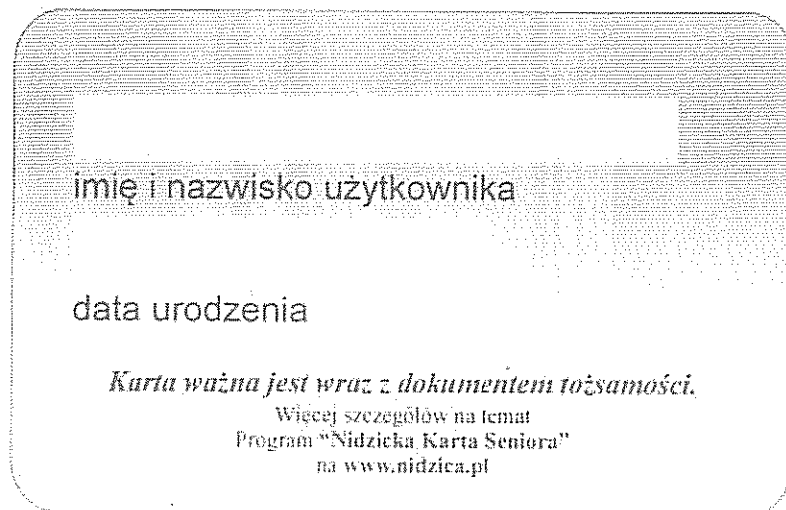 imię i nazwisko użytkownika
data urodzenia
Karta ważna jest wraz z dokumentem tożsamości.
Więcej szczegółów na temat
Program "Nidzicka Karta Seniora"
na www.nidzica.pl